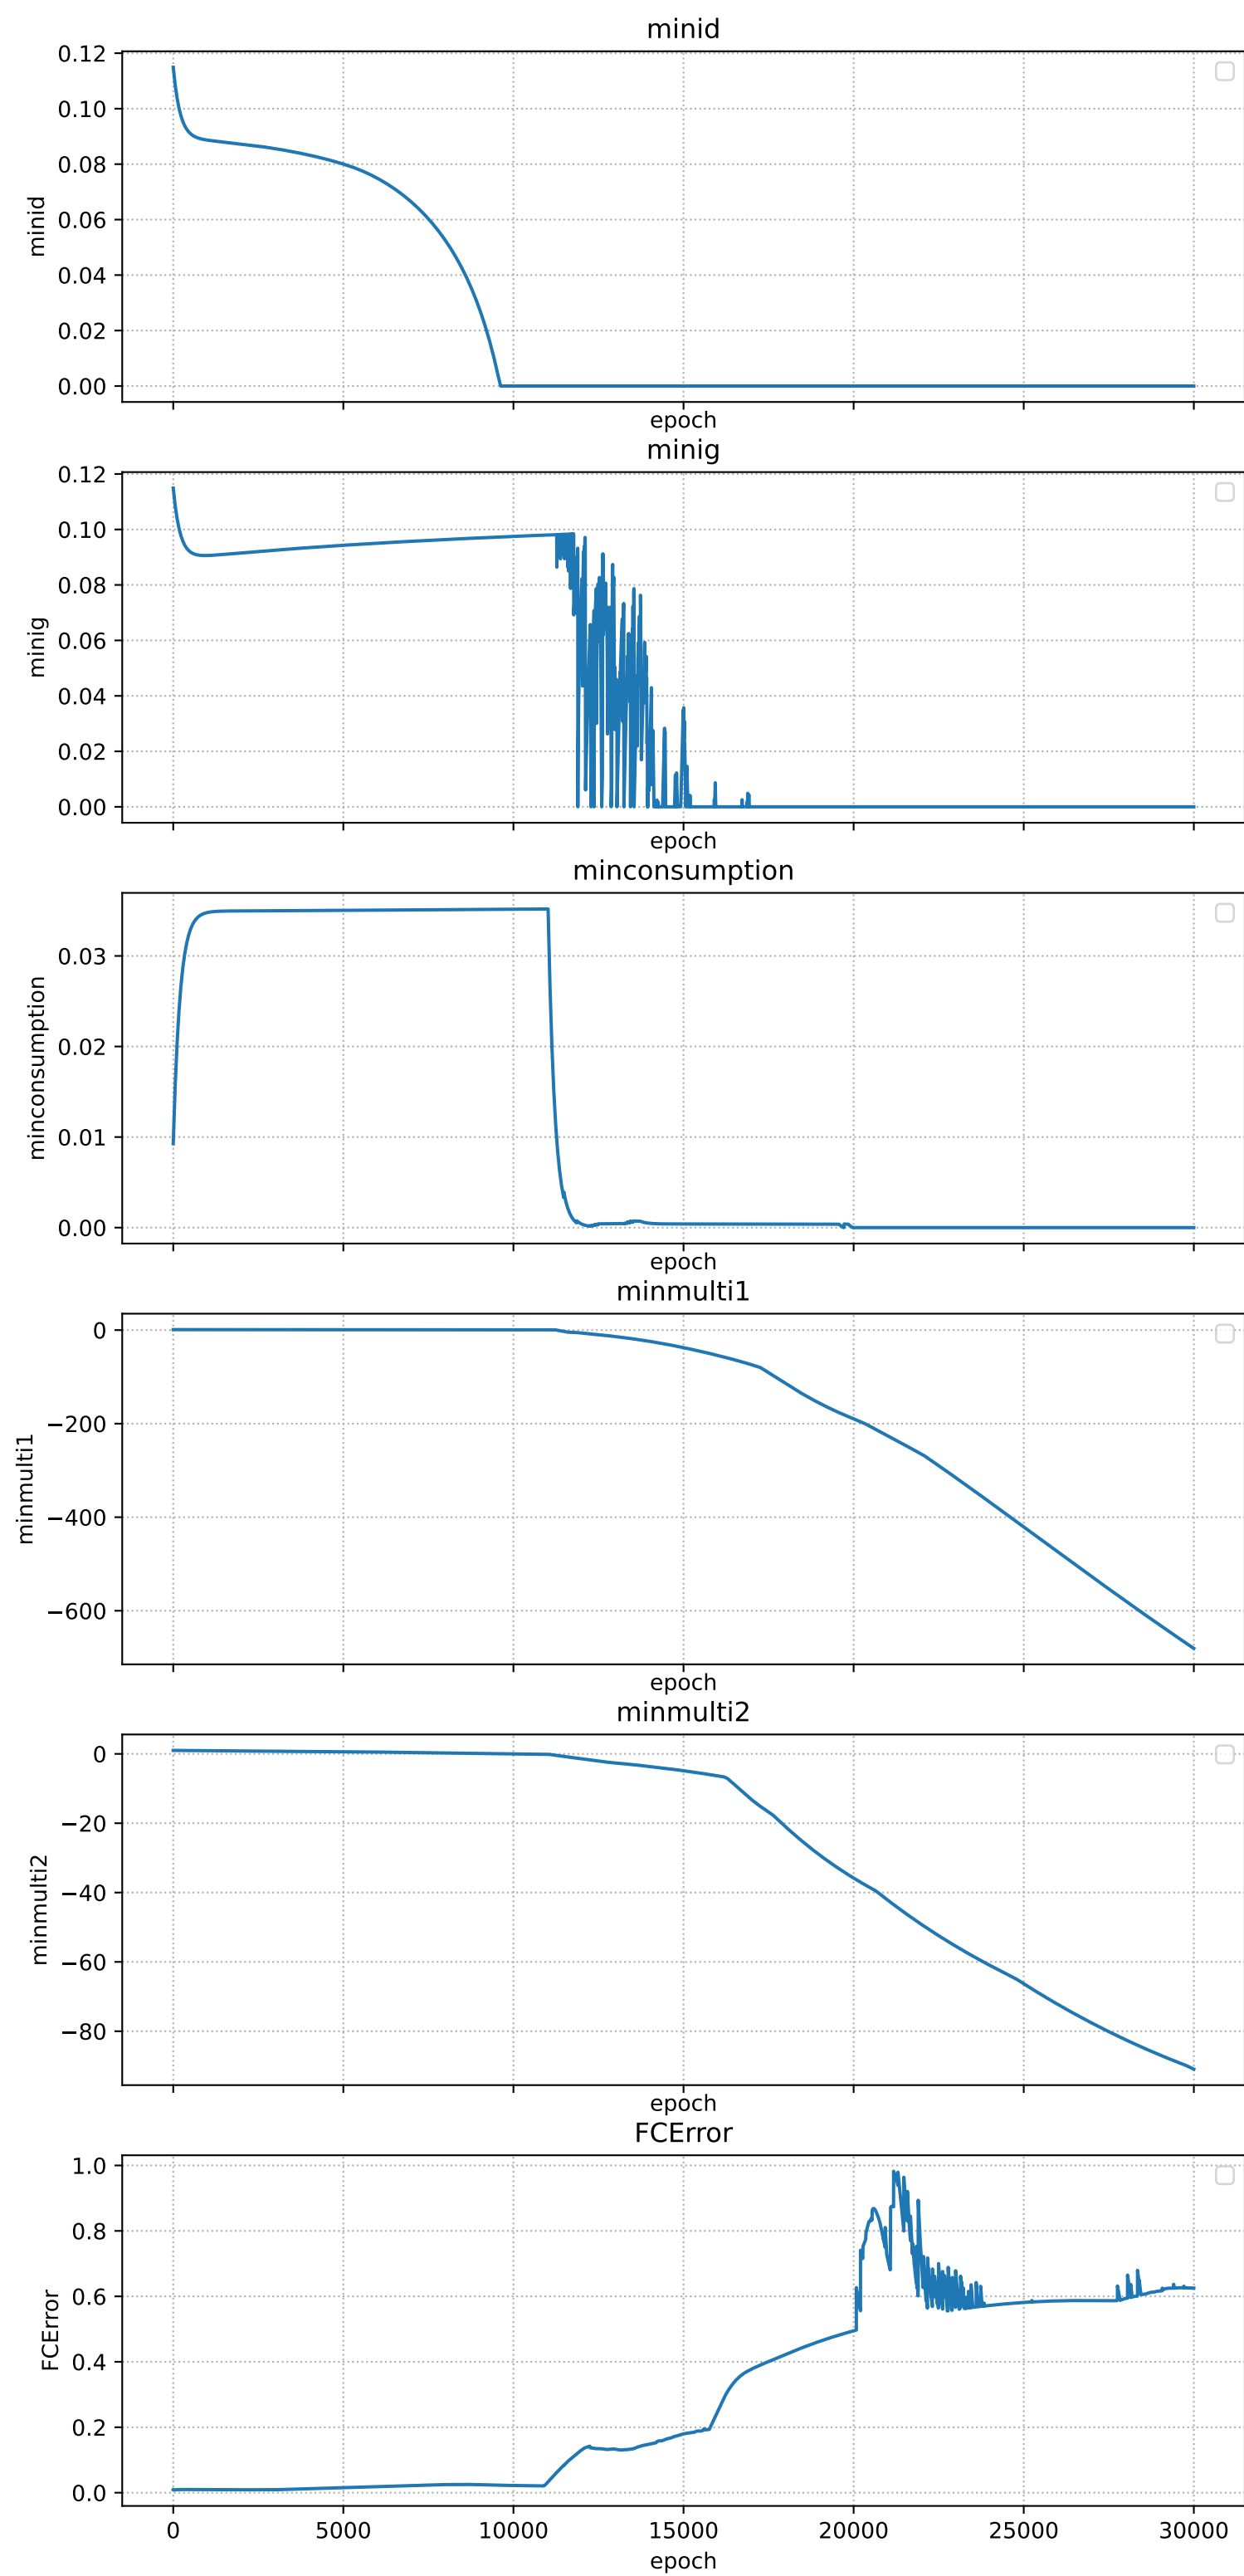 minid
0.12
0.10
0.08
0.06
0.04
0.02
0.00
minid
epoch
minig
0.12
0.10
0.08
0.06
0.04
0.02
0.00
minig
epoch
minconsumption
0.03
0.02
0.01
0.00
minconsumption
epoch
minmulti1
0
−200
−400
−600
minmulti1
epoch
minmulti2
0
−20
−40
−60
−80
minmulti2
epoch
FCError
1.0
0.8
0.6
0.4
0.2
0.0
FCError
0 5000 10000 15000 20000 25000 30000
epoch